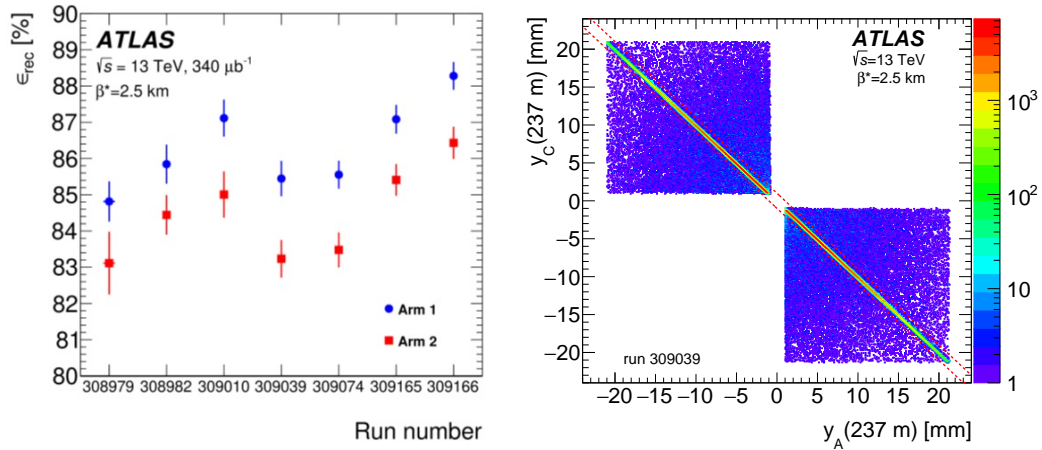 ε_rec [%]
90
89
88
87
86
85
84
83
82
81
80
ATLAS
√s = 13 TeV, 340 μb⁻¹
β*=2.5 km
Arm 1
Arm 2
308979 308982 309010 309039 309074 309165 309166
Run number
y_C(237 m) [mm]
20
15
10
5
0
−5
−10
−15
−20
ATLAS
√s=13 TeV
β*=2.5 km
run 309039
−20 −15 −10 −5 0 5 10 15 20
y_A(237 m) [mm]
10³
10²
10
1